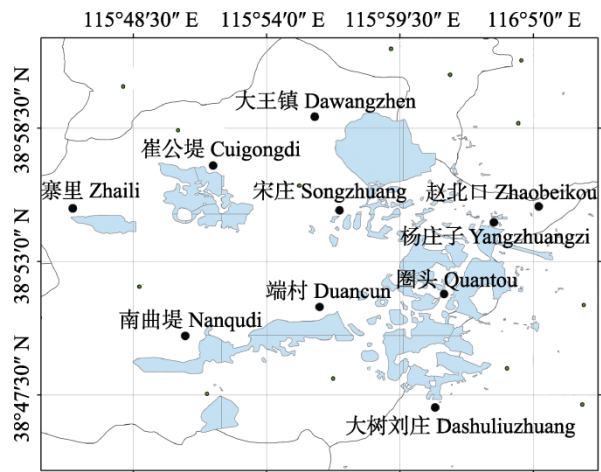 115°48′30″ E
115°54′0″ E
115°59′30″ E
116°5′0″ E
38°58′30″ N
38°53′0″ N
38°47′30″ N
大王镇 Dawangzhen
崔公堤 Cuigongdi
寨里 Zhaili
宋庄 Songzhuang
赵北口 Zhaobeikou
杨庄子 Yangzhuangzi
圈头 Quantou
端村 Duancun
南曲堤 Nanqudi
大树刘庄 Dashuliuzhuang